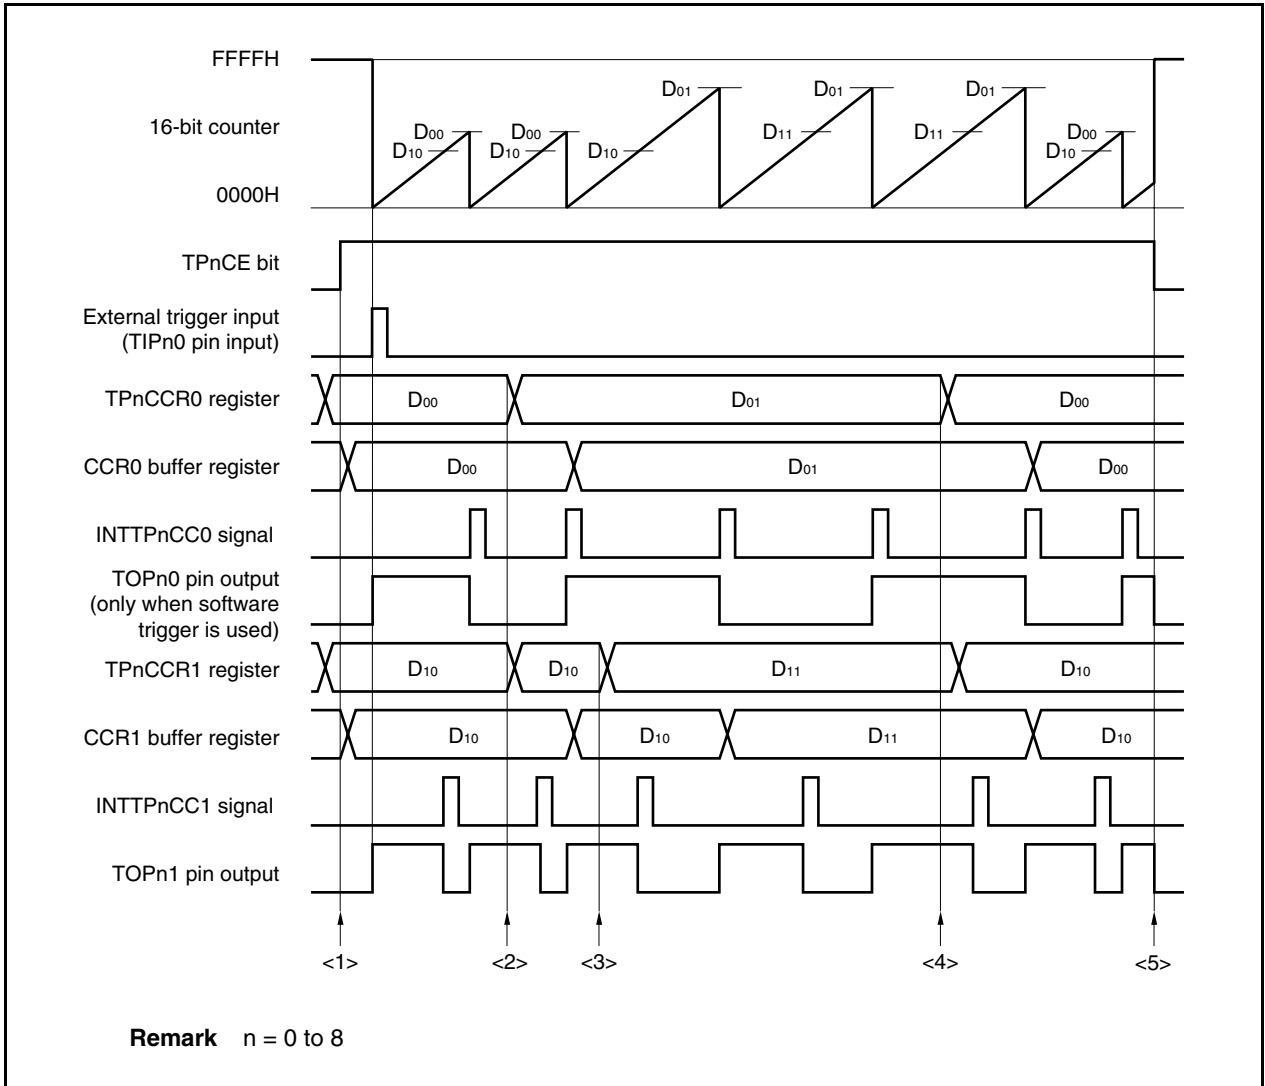 FFFFH
D01 D01 D01
16-bit counter
D00 D00 D11 D11 D00
D10 D10 D10 D10
0000H
TPnCE bit
External trigger input
(TIPn0 pin input)
TPnCCR0 register D00 D01 D00
CCR0 buffer register D00 D01 D00
INTTPnCC0 signal
TOPn0 pin output
(only when software
trigger is used)
TPnCCR1 register D10 D10 D11 D10
CCR1 buffer register D10 D10 D11 D10
INTTPnCC1 signal
TOPn1 pin output
<1> <2> <3> <4> <5>
Remark n = 0 to 8